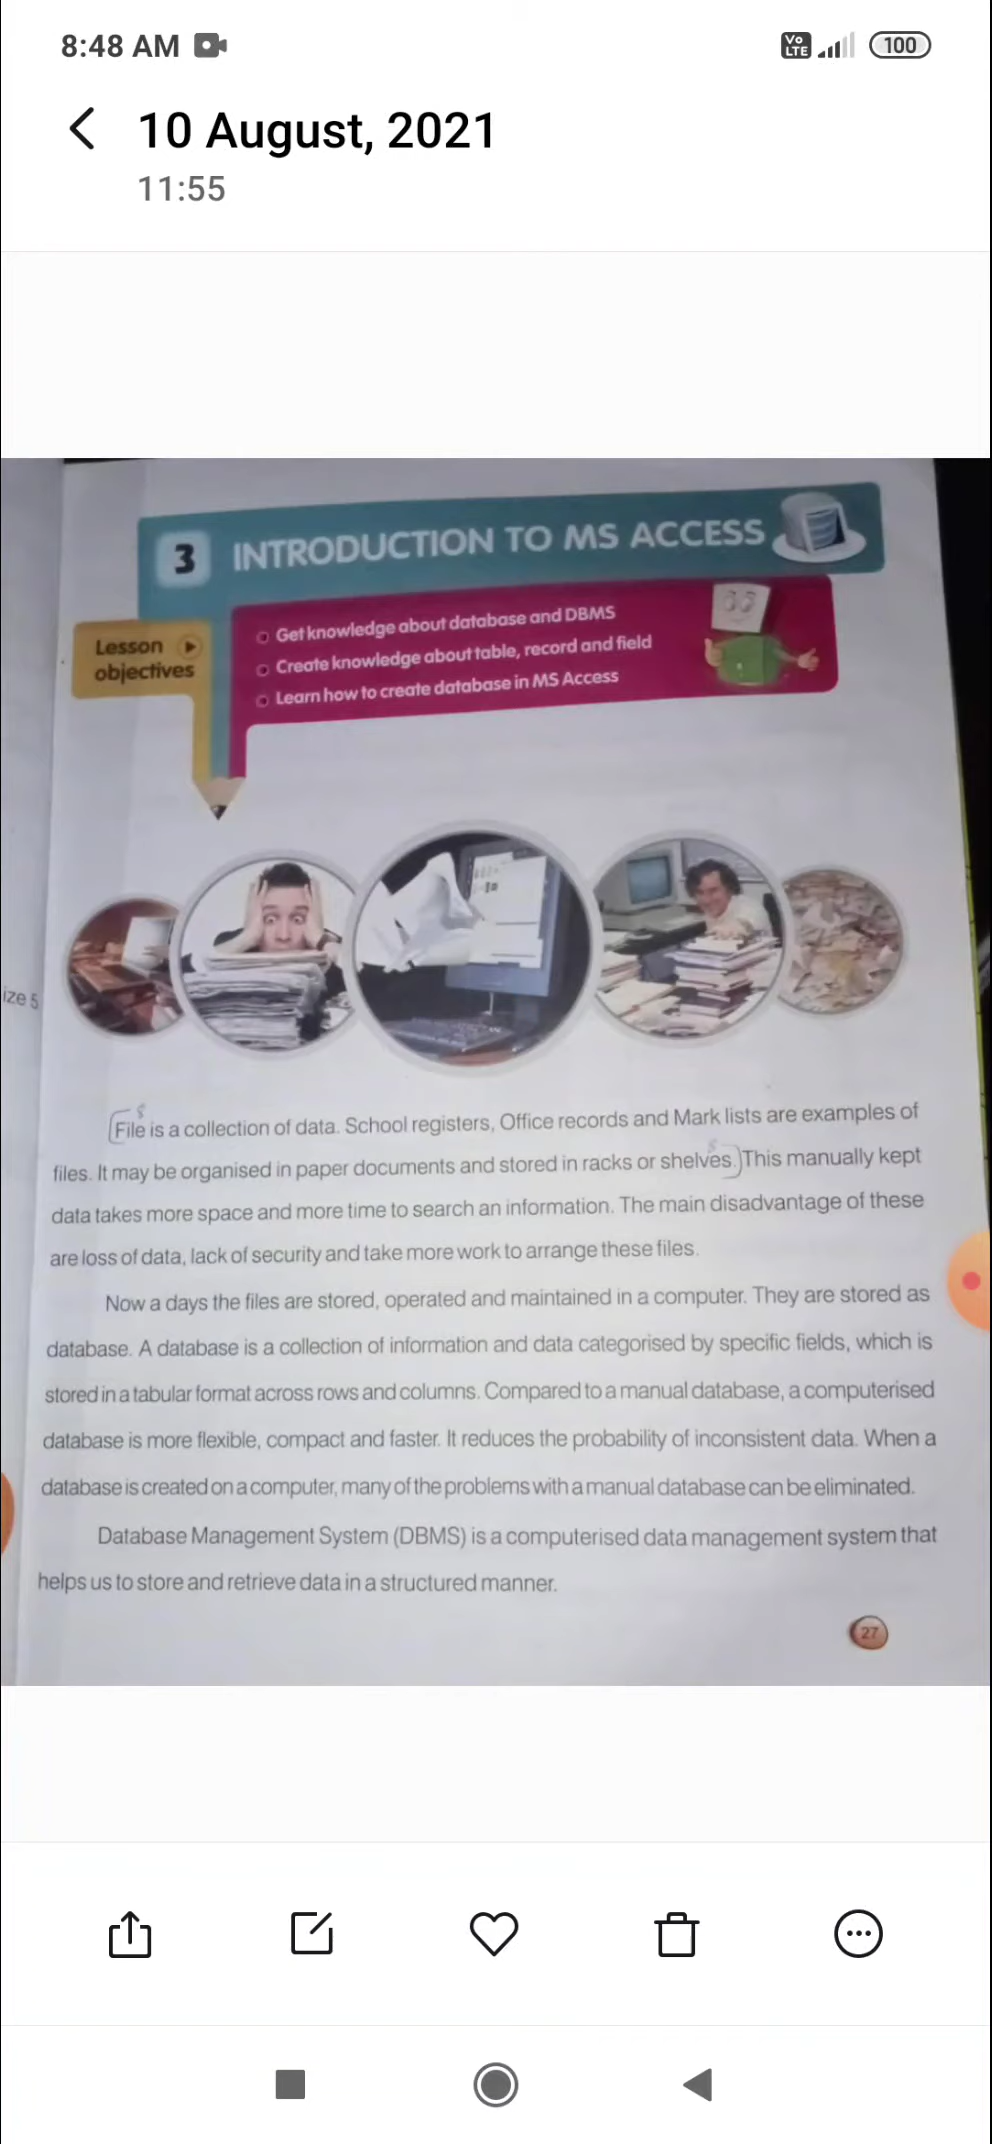 8:48 AM
Vo LTE
100
10 August, 2021
11:55
3 INTRODUCTION TO MS ACCESS
Lesson objectives
Get knowledge about database and DBMS
Create knowledge about table, record and field
Learn how to create database in MS Access
ize 5
File is a collection of data. School registers, Office records and Mark lists are examples of
files. It may be organised in paper documents and stored in racks or shelves. This manually kept
data takes more space and more time to search an information. The main disadvantage of these
are loss of data, lack of security and take more work to arrange these files.
Now a days the files are stored, operated and maintained in a computer. They are stored as
database. A database is a collection of information and data categorised by specific fields, which is
stored in a tabular format across rows and columns. Compared to a manual database, a computerised
database is more flexible, compact and faster. It reduces the probability of inconsistent data. When a
database is created on a computer, many of the problems with a manual database can be eliminated.
Database Management System (DBMS) is a computerised data management system that
helps us to store and retrieve data in a structured manner.
27